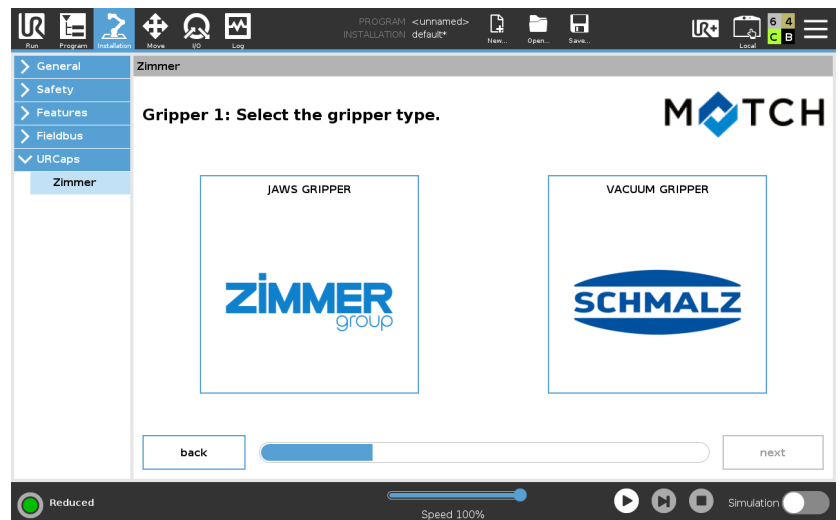 PROGRAM <unnamed>
INSTALLATION default*
Run Program Installation Move I/O Log New... Open... Save... UR+ Local 6 4 C B
General
Safety
Features
Fieldbus
URCaps
Zimmer
Zimmer
Gripper 1: Select the gripper type.
MATCH
JAWS GRIPPER
VACUUM GRIPPER
ZIMMER
group
SCHMALZ
back
next
Reduced
Speed 100%
Simulation